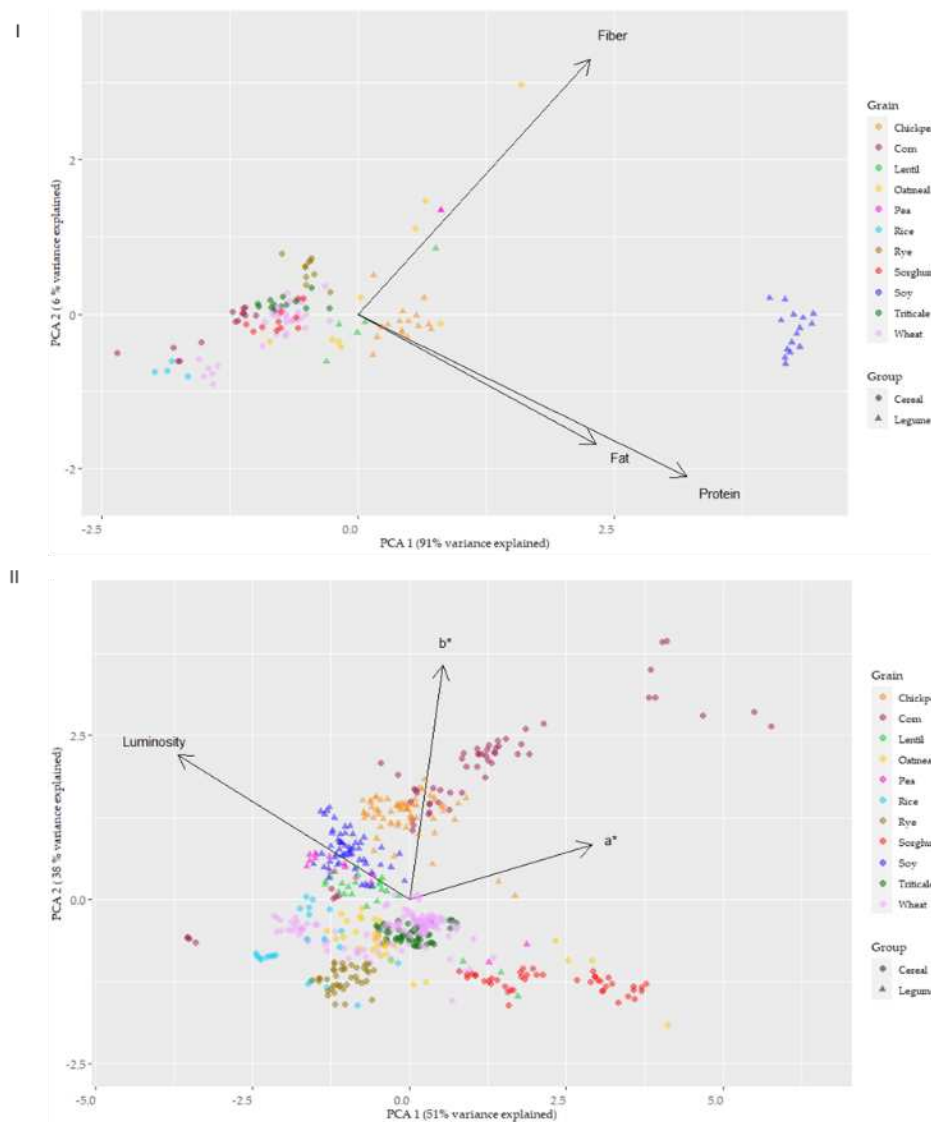 I
Fiber
Fat
Protein
2
0
-2
-2.5
0.0
2.5
PCA 2 ( 6 % variance explained)
PCA 1 (91% variance explained)
Grain
Chickpe
Corn
Lentil
Oatmeal
Pea
Rice
Rye
Sorghum
Soy
Triticale
Wheat
Group
Cereal
Legume
II
b*
Luminosity
a*
2.5
0.0
-2.5
-5.0
-2.5
0.0
2.5
5.0
PCA 2 ( 38 % variance explained)
PCA 1 (51% variance explained)
Grain
Chickpe
Corn
Lentil
Oatmeal
Pea
Rice
Rye
Sorghum
Soy
Triticale
Wheat
Group
Cereal
Legume